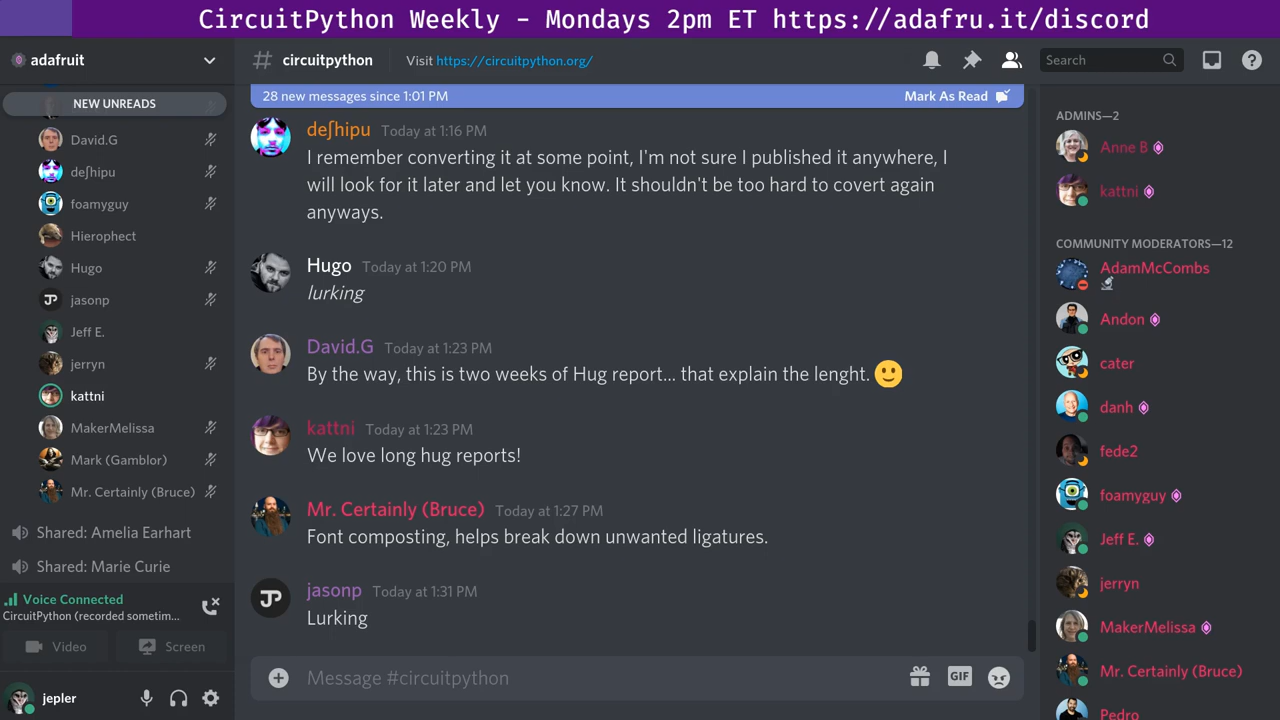 CircuitPython Weekly - Mondays 2pm ET https://adafru.it/discord
adafruit
# circuitpython
Visit https://circuitpython.org/
Search
NEW UNREADS
David.G
deʃhipu
foamyguy
Hierophect
Hugo
jasonp
Jeff E.
jerryn
kattni
MakerMelissa
Mark (Gamblor)
Mr. Certainly (Bruce)
Shared: Amelia Earhart
Shared: Marie Curie
Voice Connected
CircuitPython (recorded sometim...
Video
Screen
jepler
28 new messages since 1:01 PM
Mark As Read
deʃhipu Today at 1:16 PM
I remember converting it at some point, I'm not sure I published it anywhere, I
will look for it later and let you know. It shouldn't be too hard to covert again
anyways.
Hugo Today at 1:20 PM
lurking
David.G Today at 1:23 PM
By the way, this is two weeks of Hug report... that explain the lenght. 🙂
kattni Today at 1:23 PM
We love long hug reports!
Mr. Certainly (Bruce) Today at 1:27 PM
Font composting, helps break down unwanted ligatures.
JP
jasonp Today at 1:31 PM
Lurking
Message #circuitpython
GIF
ADMINS—2
Anne B
kattni
COMMUNITY MODERATORS—12
AdamMcCombs
Andon
cater
danh
fede2
foamyguy
Jeff E.
jerryn
MakerMelissa
Mr. Certainly (Bruce)
Pedro